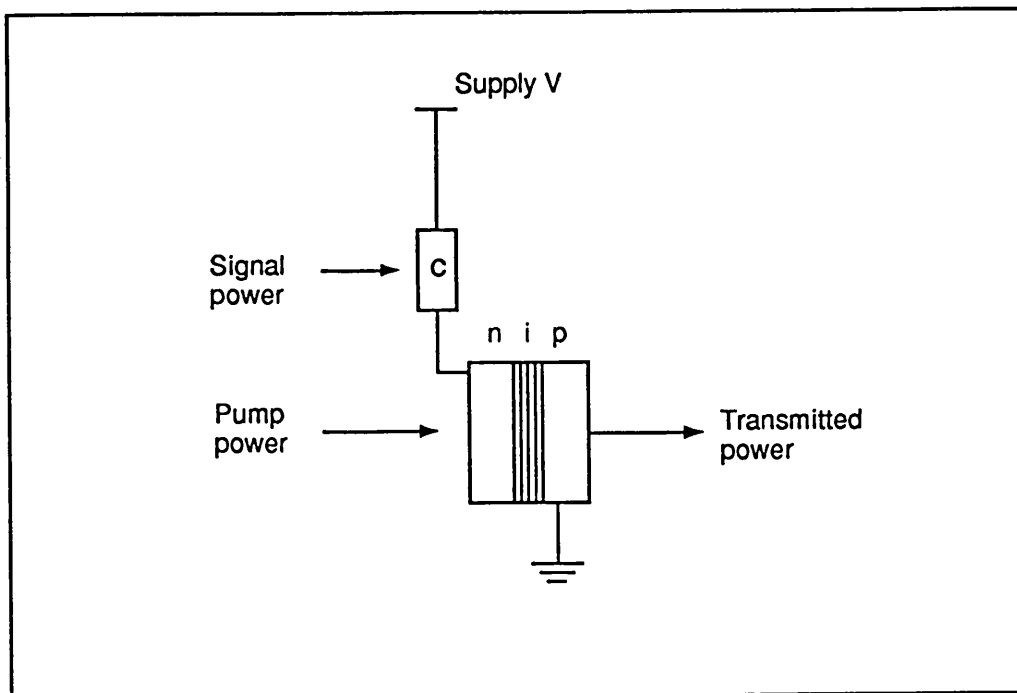 Supply V
Signal
power
C
n i p
Pump
power
Transmitted
power